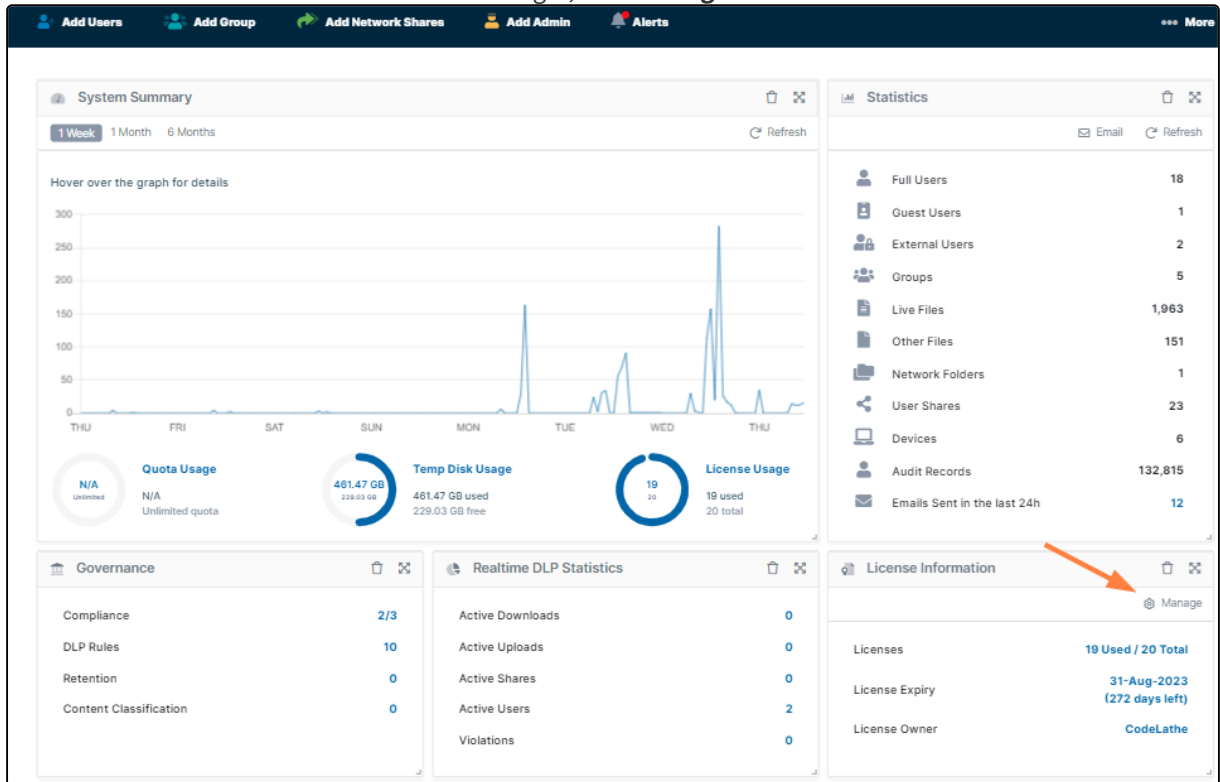 Add Users Add Group Add Network Shares Add Admin Alerts ••• More
System Summary
1 Week 1 Month 6 Months Refresh
Hover over the graph for details
300
250
200
150
100
50
0
THU FRI SAT SUN MON TUE WED THU
N/A
Unlimited
Quota Usage
N/A
Unlimited quota
461.47 GB
229.03 GB
Temp Disk Usage
461.47 GB used
229.03 GB free
19
20
License Usage
19 used
20 total
Statistics
Email Refresh
Full Users 18
Guest Users 1
External Users 2
Groups 5
Live Files 1,963
Other Files 151
Network Folders 1
User Shares 23
Devices 6
Audit Records 132,815
Emails Sent in the last 24h 12
Governance
Compliance 2/3
DLP Rules 10
Retention 0
Content Classification 0
Realtime DLP Statistics
Active Downloads 0
Active Uploads 0
Active Shares 0
Active Users 2
Violations 0
License Information
Manage
Licenses 19 Used / 20 Total
License Expiry 31-Aug-2023
(272 days left)
License Owner CodeLathe